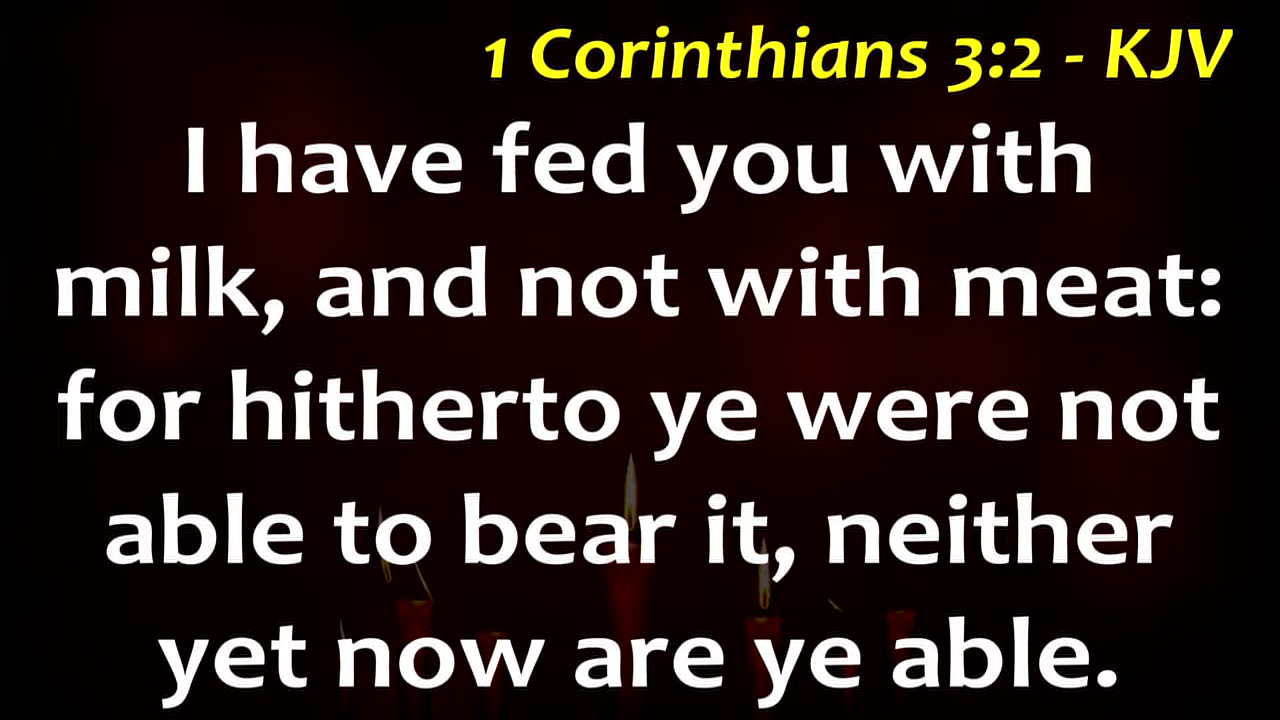 1 Corinthians 3:2 - KJV
I have fed you with
milk, and not with meat:
for hitherto ye were not
able to bear it, neither
yet now are ye able.